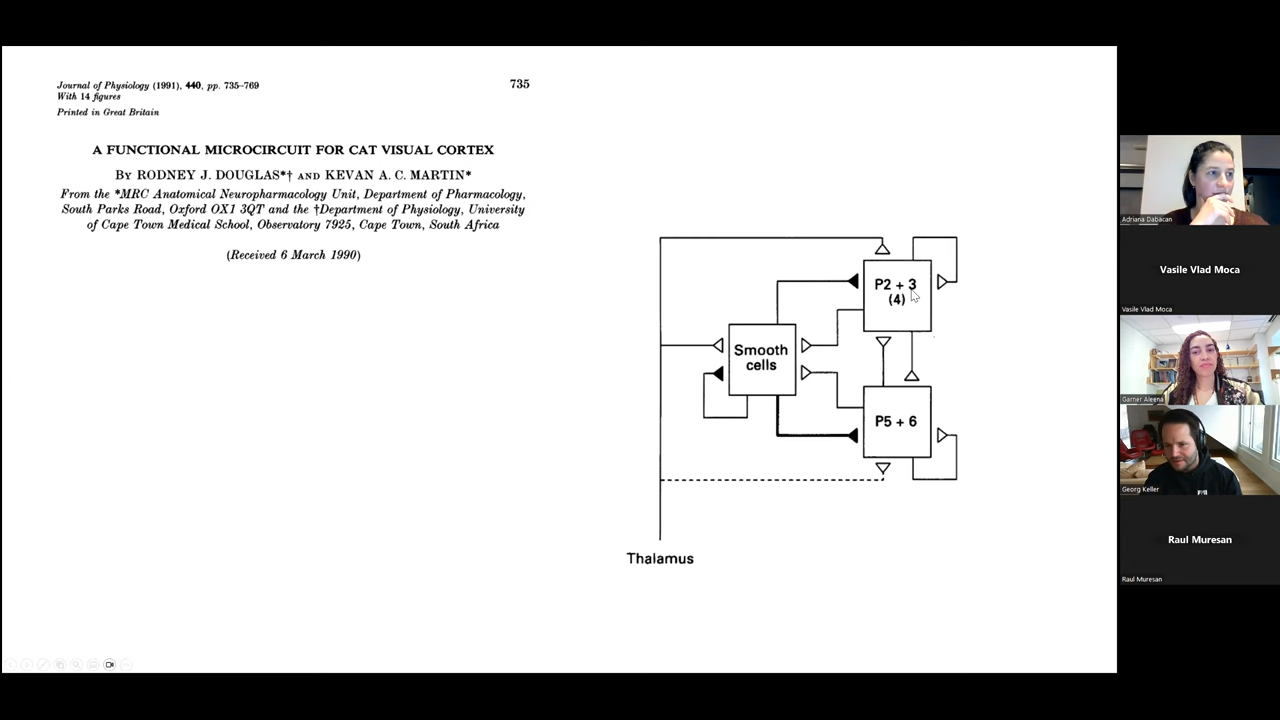 Journal of Physiology (1991), 440, pp. 735–769
735
With 14 figures
Printed in Great Britain
A FUNCTIONAL MICROCIRCUIT FOR CAT VISUAL CORTEX
By RODNEY J. DOUGLAS*† AND KEVAN A. C. MARTIN*
From the *MRC Anatomical Neuropharmacology Unit, Department of Pharmacology,
South Parks Road, Oxford OX1 3QT and the †Department of Physiology, University
of Cape Town Medical School, Observatory 7925, Cape Town, South Africa
(Received 6 March 1990)
P2 + 3
(4)
Smooth
cells
P5 + 6
Thalamus
Adriana Dabacan
Vasile Vlad Moca
Vasile Vlad Moca
Garner Aleena
Georg Keller
Raul Muresan
Raul Muresan